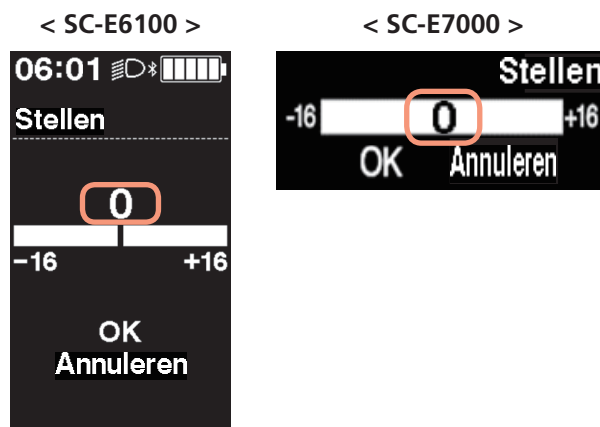 < SC-E6100 >
06:01
Stellen
0
-16 +16
OK
Annuleren
< SC-E7000 >
Stellen
-16 0 +16
OK Annuleren